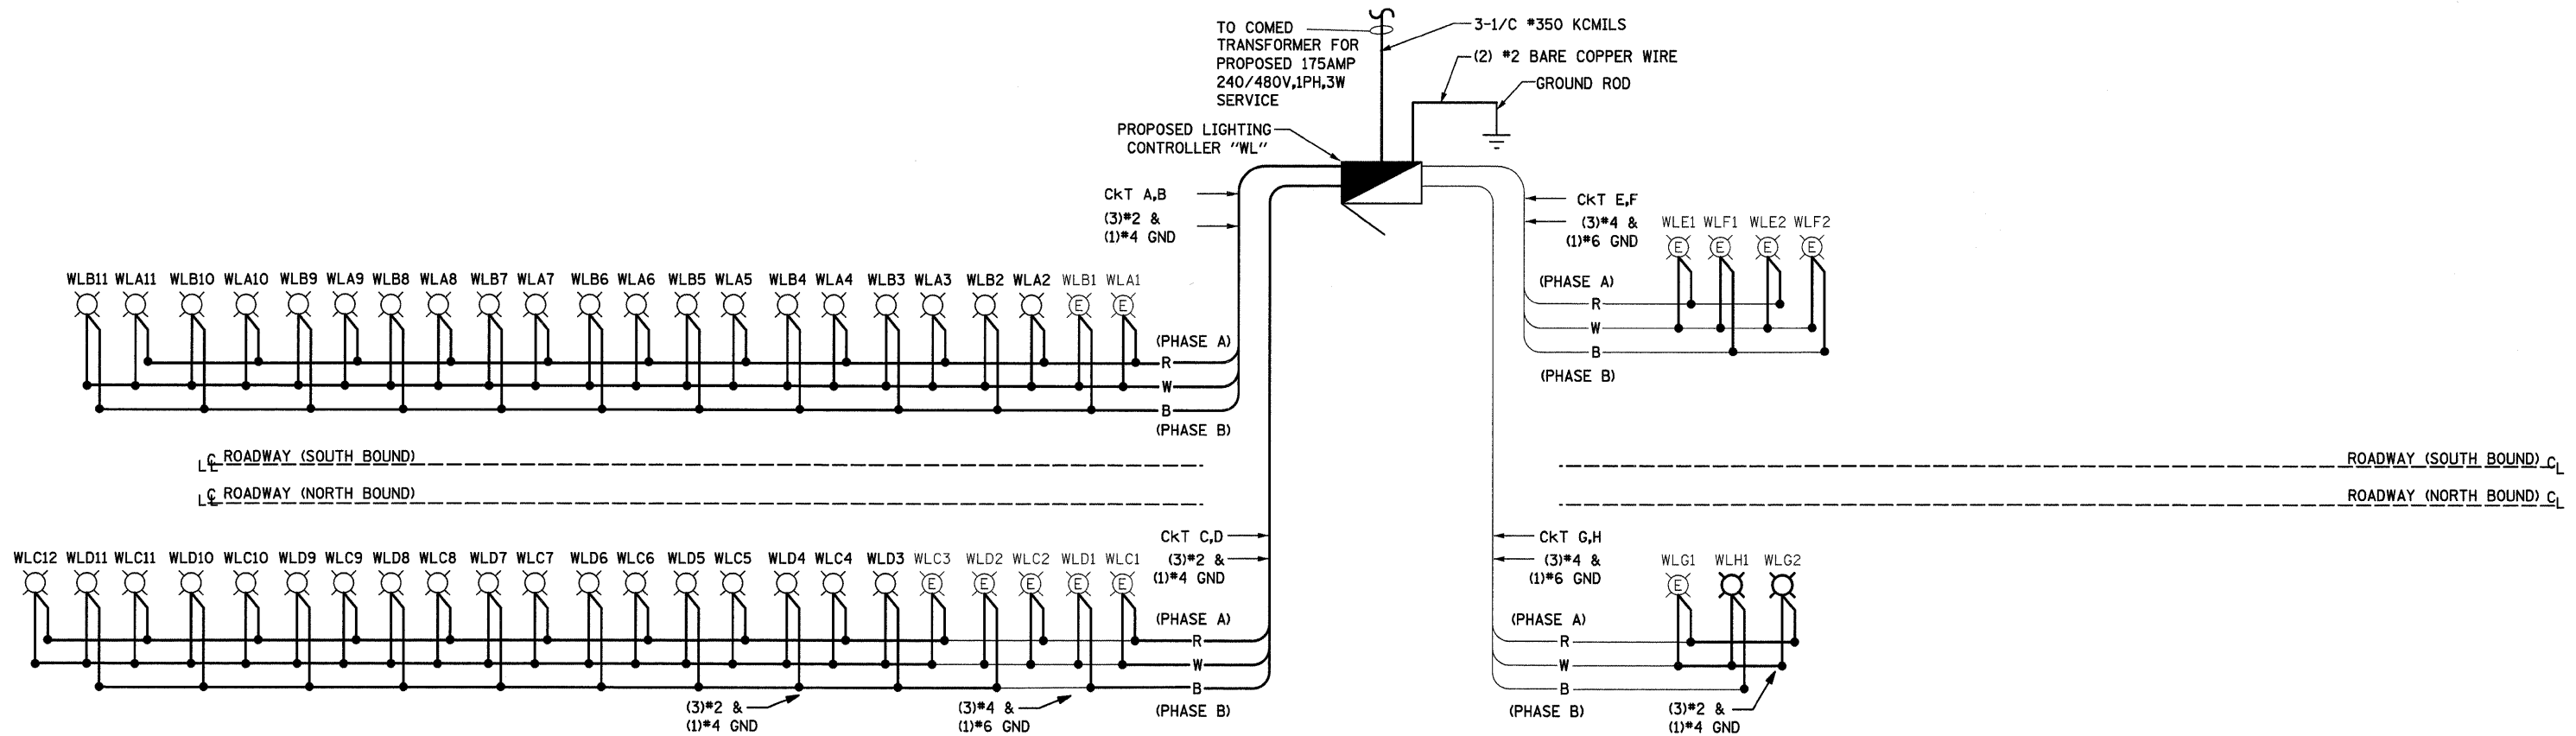 TO COMED
TRANSFORMER FOR
PROPOSED 175AMP
240/480V,1PH,3W
SERVICE
3-1/C #350 KCMILS
(2) #2 BARE COPPER WIRE
GROUND ROD
PROPOSED LIGHTING
CONTROLLER "WL"
CKT A,B
(3)#2 &
(1)#4 GND
CKT E,F
(3)#4 &
(1)#6 GND
WLE1 WLF1 WLE2 WLF2
E E E E
WLB11 WLA11 WLB10 WLA10 WLB9 WLA9 WLB8 WLA8 WLB7 WLA7 WLB6 WLA6 WLB5 WLA5 WLB4 WLA4 WLB3 WLA3 WLB2 WLA2 WLB1 WLA1
E E
(PHASE A)
R
W
B
(PHASE B)
(PHASE A)
R
W
B
(PHASE B)
CL ROADWAY (SOUTH BOUND)
CL ROADWAY (NORTH BOUND)
ROADWAY (SOUTH BOUND) CL
ROADWAY (NORTH BOUND) CL
CKT C,D
(3)#2 &
(1)#4 GND
CKT G,H
(3)#4 &
(1)#6 GND
WLC12 WLD11 WLC11 WLD10 WLC10 WLD9 WLC9 WLD8 WLC8 WLD7 WLC7 WLD6 WLC6 WLD5 WLC5 WLD4 WLC4 WLD3 WLC3 WLD2 WLC2 WLD1 WLC1
E E E E E
WLG1 WLH1 WLG2
E
(PHASE A)
R
W
B
(PHASE B)
(3)#2 &
(1)#4 GND
(3)#4 &
(1)#6 GND
(PHASE A)
R
W
B
(PHASE B)
(3)#2 &
(1)#4 GND